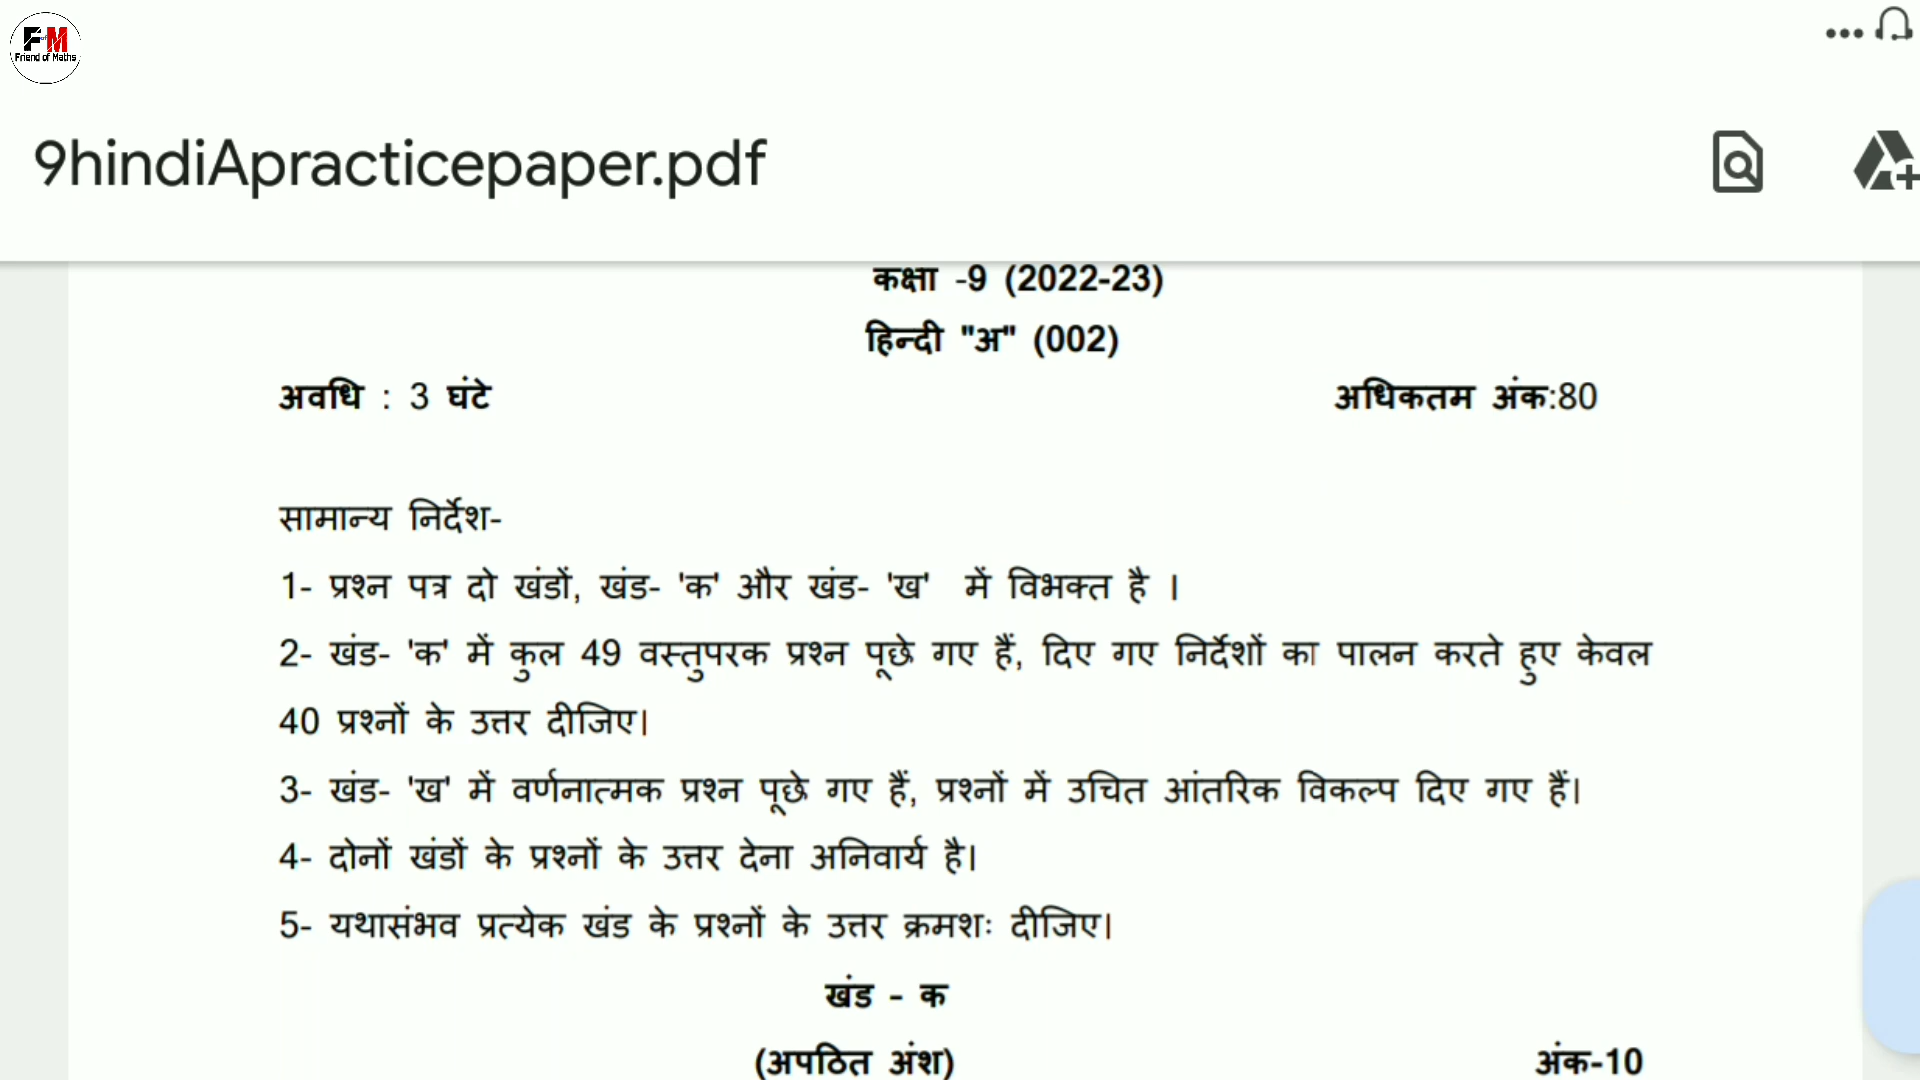 FM
Friend of Maths
9hindiApracticepaper.pdf
कक्षा -9 (2022-23)
हिन्दी "अ" (002)
अवधि : 3 घंटे अधिकतम अंक:80
सामान्य निर्देश-
1- प्रश्न पत्र दो खंडों, खंड- 'क' और खंड- 'ख' में विभक्त है ।
2- खंड- 'क' में कुल 49 वस्तुपरक प्रश्न पूछे गए हैं, दिए गए निर्देशों का पालन करते हुए केवल
40 प्रश्नों के उत्तर दीजिए।
3- खंड- 'ख' में वर्णनात्मक प्रश्न पूछे गए हैं, प्रश्नों में उचित आंतरिक विकल्प दिए गए हैं।
4- दोनों खंडों के प्रश्नों के उत्तर देना अनिवार्य है।
5- यथासंभव प्रत्येक खंड के प्रश्नों के उत्तर क्रमशः दीजिए।
खंड - क
(अपठित अंश) अंक-10